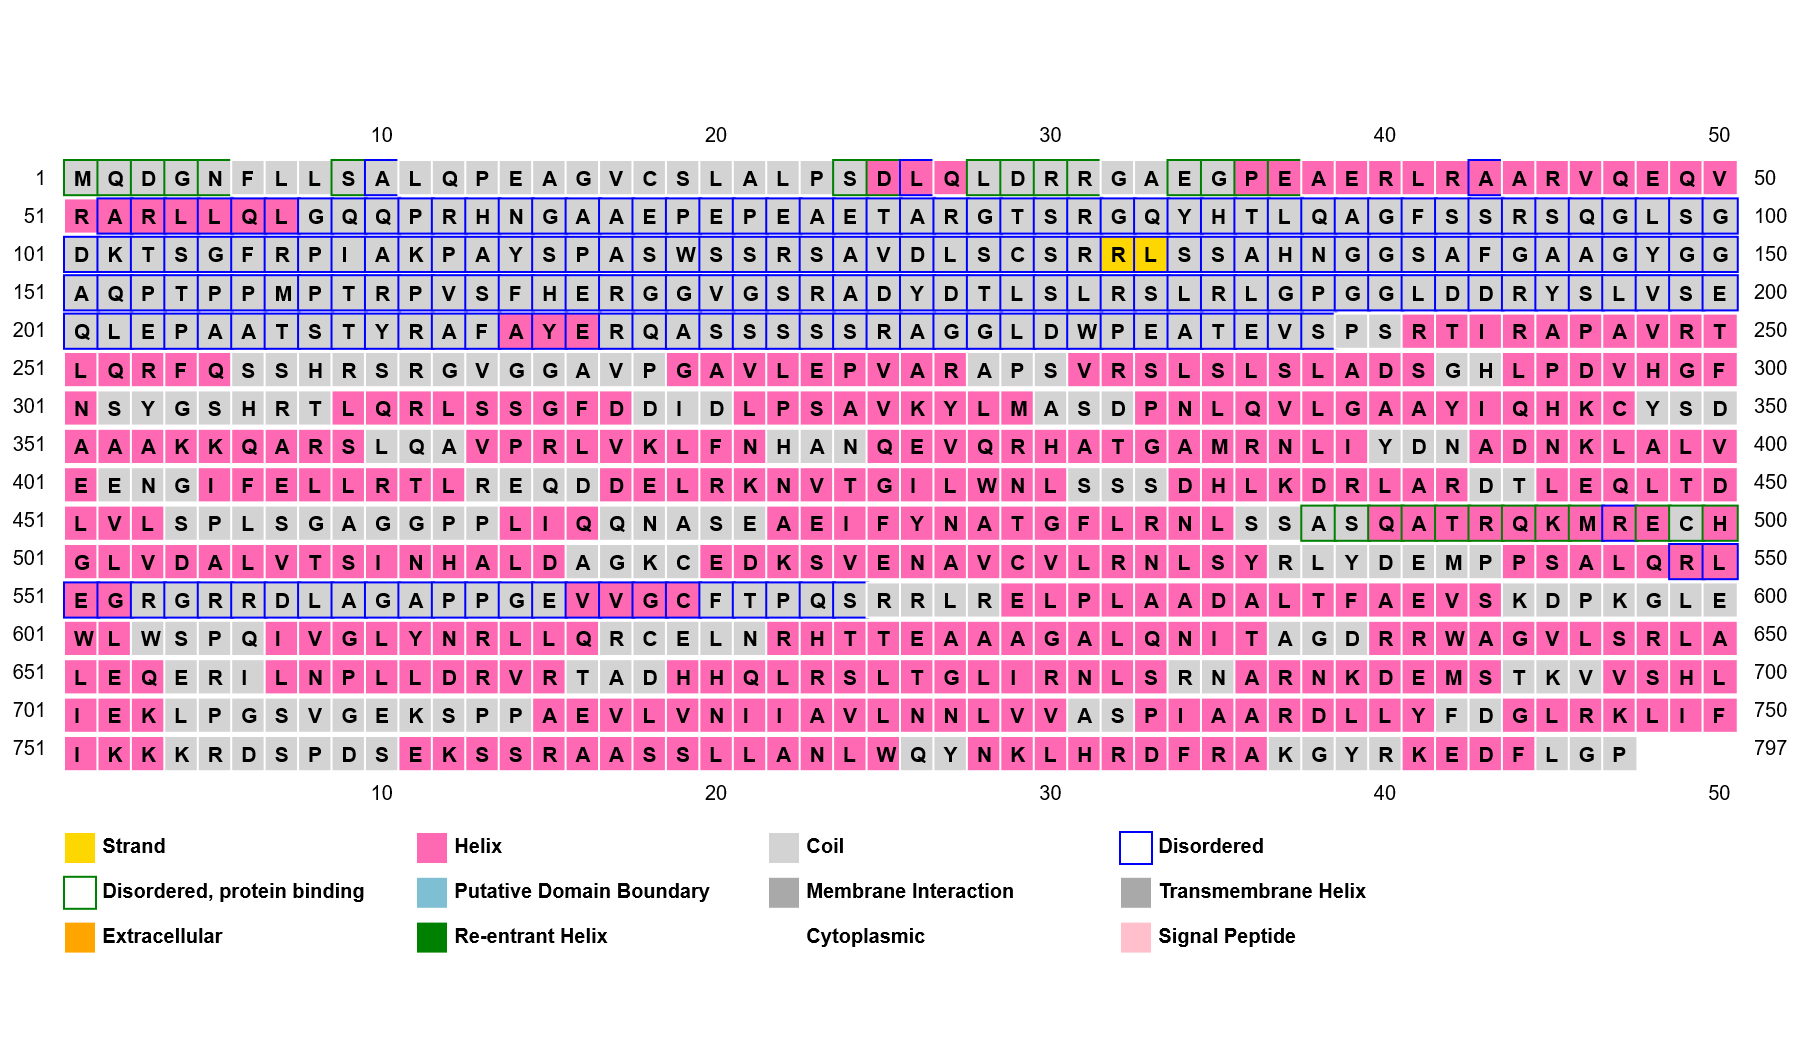 10 20 30 40 50
1 M Q D G N F L L S A L Q P E A G V C S L A L P S D L Q L D R R G A E G P E A E R L R A A R V Q E Q V 50
51 R A R L L Q L G Q Q P R H N G A A E P E P E A E T A R G T S R G Q Y H T L Q A G F S S R S Q G L S G 100
101 D K T S G F R P I A K P A Y S P A S W S S R S A V D L S C S R R L S S A H N G G S A F G A A G Y G G 150
151 A Q P T P P M P T R P V S F H E R G G V G S R A D Y D T L S L R S L R L G P G G L D D R Y S L V S E 200
201 Q L E P A A T S T Y R A F A Y E R Q A S S S S S R A G G L D W P E A T E V S P S R T I R A P A V R T 250
251 L Q R F Q S S H R S R G V G G A V P G A V L E P V A R A P S V R S L S L S L A D S G H L P D V H G F 300
301 N S Y G S H R T L Q R L S S G F D D I D L P S A V K Y L M A S D P N L Q V L G A A Y I Q H K C Y S D 350
351 A A A K K Q A R S L Q A V P R L V K L F N H A N Q E V Q R H A T G A M R N L I Y D N A D N K L A L V 400
401 E E N G I F E L L R T L R E Q D D E L R K N V T G I L W N L S S S D H L K D R L A R D T L E Q L T D 450
451 L V L S P L S G A G G P P L I Q Q N A S E A E I F Y N A T G F L R N L S S A S Q A T R Q K M R E C H 500
501 G L V D A L V T S I N H A L D A G K C E D K S V E N A V C V L R N L S Y R L Y D E M P P S A L Q R L 550
551 E G R G R R D L A G A P P G E V V G C F T P Q S R R L R E L P L A A D A L T F A E V S K D P K G L E 600
601 W L W S P Q I V G L Y N R L L Q R C E L N R H T T E A A A G A L Q N I T A G D R R W A G V L S R L A 650
651 L E Q E R I L N P L L D R V R T A D H H Q L R S L T G L I R N L S R N A R N K D E M S T K V V S H L 700
701 I E K L P G S V G E K S P P A E V L V N I I A V L N N L V V A S P I A A R D L L Y F D G L R K L I F 750
751 I K K K R D S P D S E K S S R A A S S L L A N L W Q Y N K L H R D F R A K G Y R K E D F L G P 797
10 20 30 40 50
Strand Helix Coil Disordered
Disordered, protein binding Putative Domain Boundary Membrane Interaction Transmembrane Helix
Extracellular Re-entrant Helix Cytoplasmic Signal Peptide